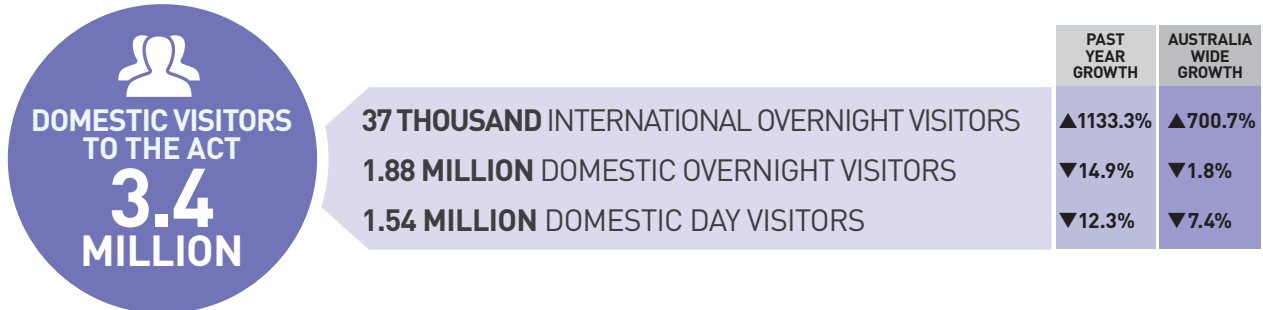 DOMESTIC VISITORS
TO THE ACT
3.4
MILLION
PAST
YEAR
GROWTH
AUSTRALIA
WIDE
GROWTH
37 THOUSAND INTERNATIONAL OVERNIGHT VISITORS ▲1133.3% ▲700.7%
1.88 MILLION DOMESTIC OVERNIGHT VISITORS ▼14.9% ▼1.8%
1.54 MILLION DOMESTIC DAY VISITORS ▼12.3% ▼7.4%